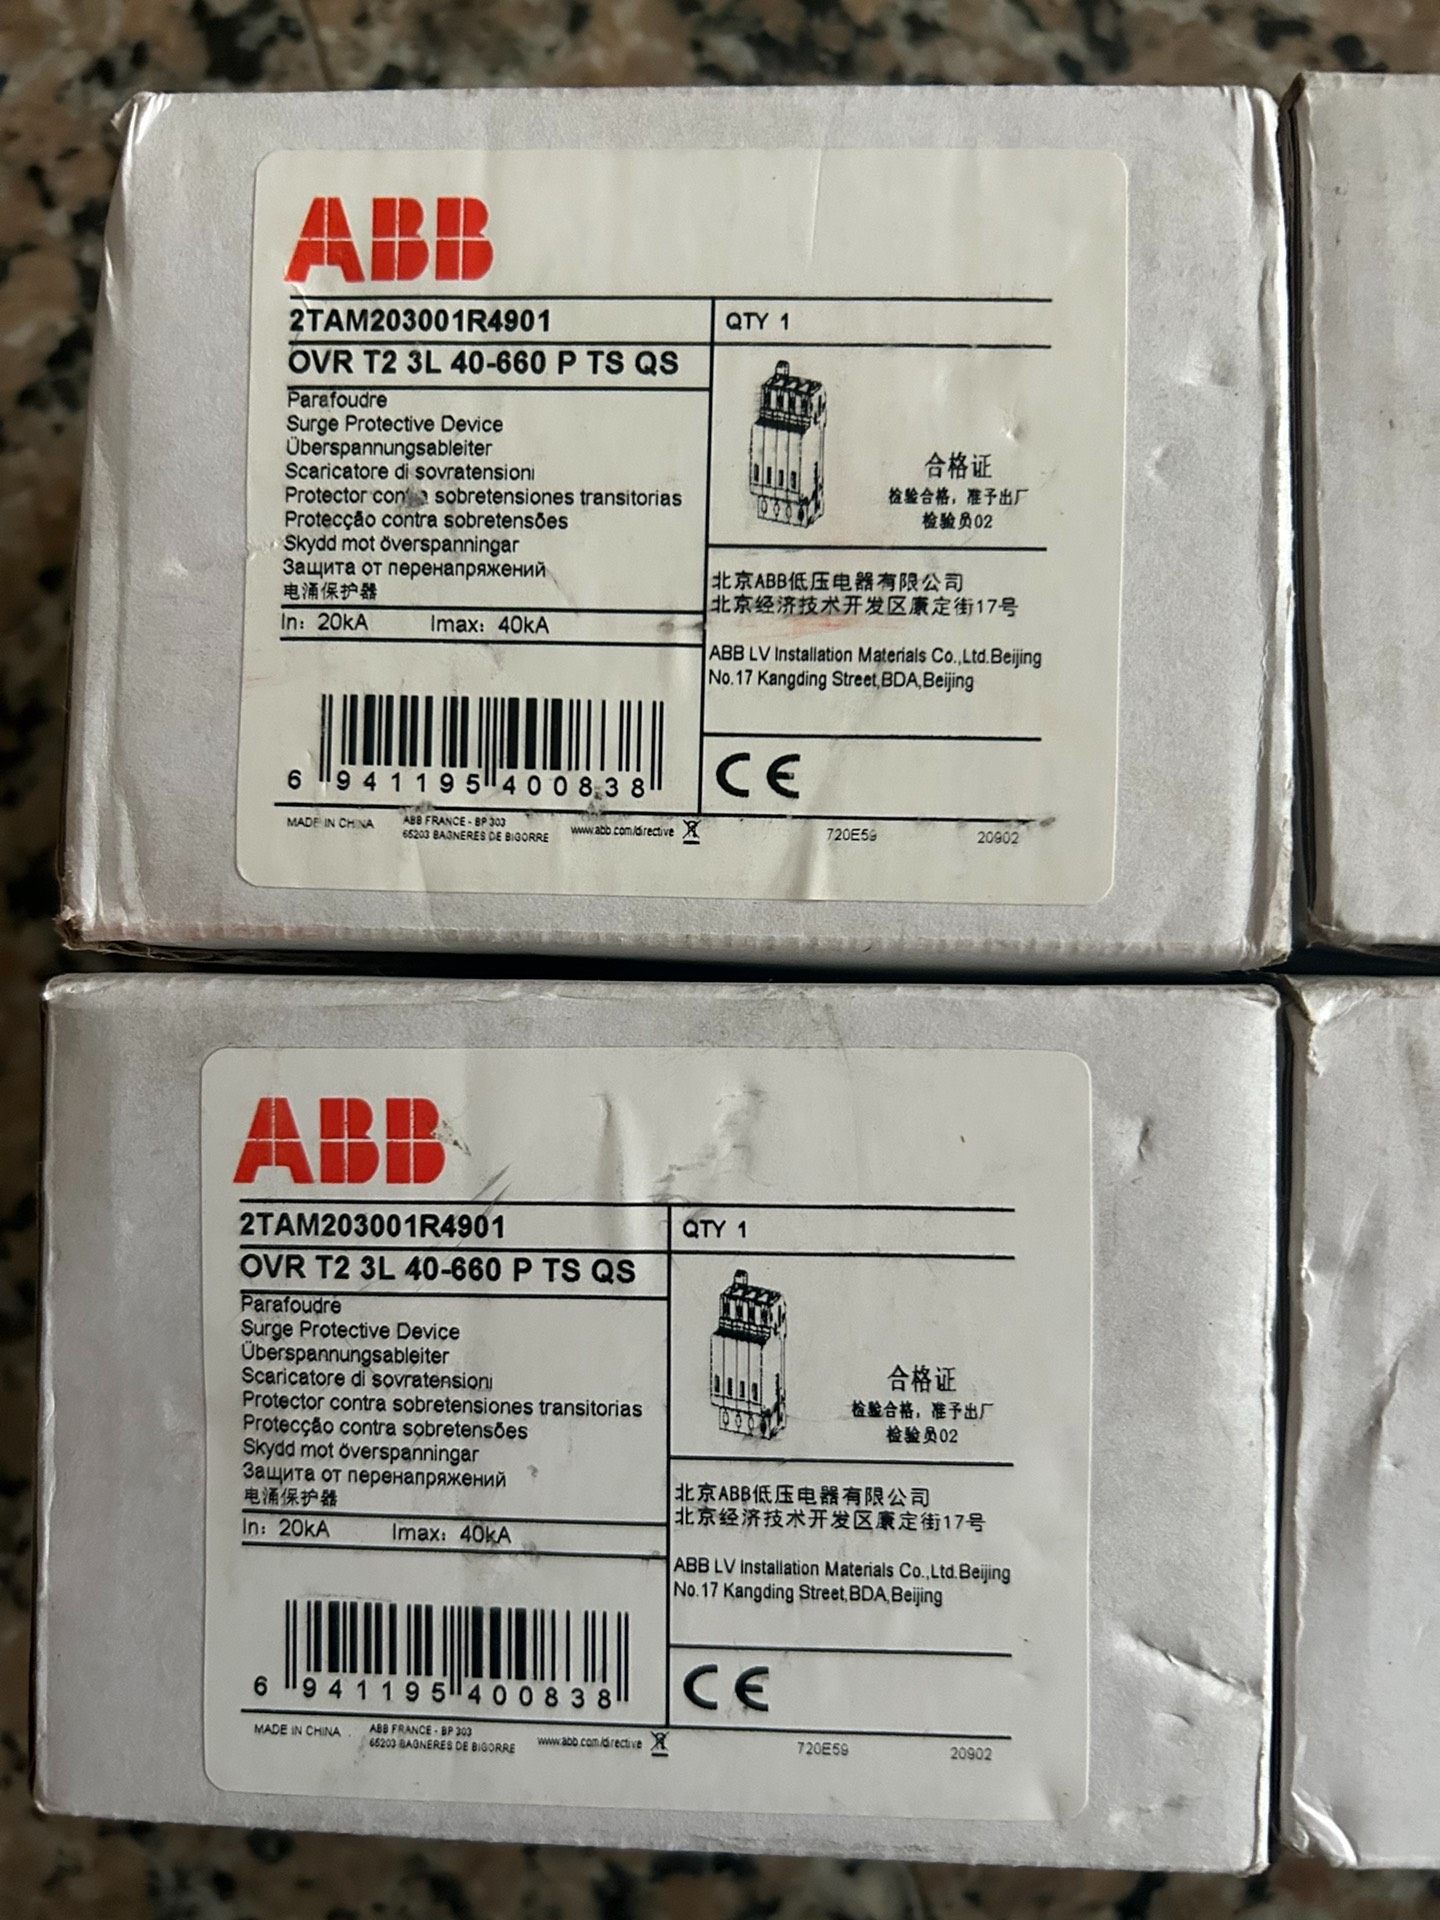 ABB
2TAM203001R4901
QTY 1
OVR T2 3L 40-660 P TS QS
Parafoudre
Surge Protective Device
Überspannungsableiter
Scaricatore di sovratensioni
Protector contra sobretensiones transitorias
Protecção contra sobretensões
Skydd mot överspanningar
Защита от перенапряжений
电涌保护器
In: 20kA Imax: 40kA
合格证
检验合格，准予出厂
检验员02
北京ABB低压电器有限公司
北京经济技术开发区康定街17号
ABB LV Installation Materials Co.,Ltd.Beijing
No.17 Kangding Street,BDA,Beijing
6 941195 400838
CE
MADE IN CHINA
ABB FRANCE - BP 303
65203 BAGNERES DE BIGORRE
www.abb.com/directive
720E59
20902
ABB
2TAM203001R4901
QTY 1
OVR T2 3L 40-660 P TS QS
Parafoudre
Surge Protective Device
Überspannungsableiter
Scaricatore di sovratensioni
Protector contra sobretensiones transitorias
Protecção contra sobretensões
Skydd mot överspanningar
Защита от перенапряжений
电涌保护器
In: 20kA Imax: 40kA
合格证
检验合格，准予出厂
检验员02
北京ABB低压电器有限公司
北京经济技术开发区康定街17号
ABB LV Installation Materials Co.,Ltd.Beijing
No.17 Kangding Street,BDA,Beijing
6 941195 400838
CE
MADE IN CHINA
ABB FRANCE - BP 303
65203 BAGNERES DE BIGORRE
www.abb.com/directive
720E59
20902